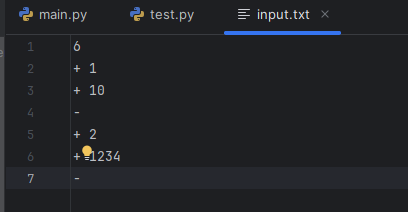 main.py test.py input.txt
1 6
2 + 1
3 + 10
4 -
5 + 2
6 + 1234
7 -